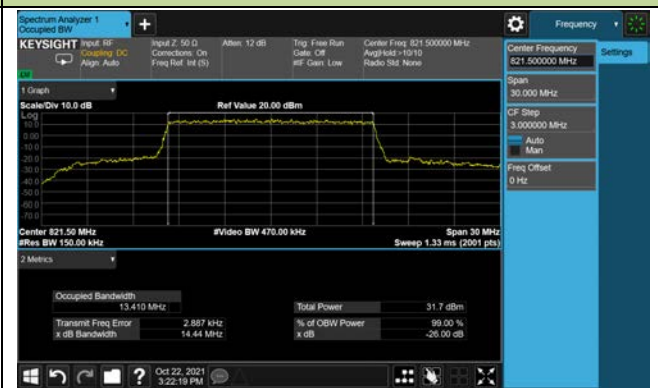 Spectrum Analyzer 1
Occupied BW
+
Frequency
KEYSIGHT
Input: RF
Coupling: DC
Align: Auto
Input Z: 50 Ω
Corrections: On
Freq Ref: Int (S)
Atten: 12 dB
Trig: Free Run
Gate: Off
#IF Gain: Low
Center Freq: 821.500000 MHz
Avg|Hold:>10/10
Radio Std: None
Center Frequency
821.500000 MHz
Settings
Span
30.000 MHz
CF Step
3.000000 MHz
Auto
Man
Freq Offset
0 Hz
1 Graph
Scale/Div 10.0 dB
Ref Value 20.00 dBm
Log
10.0
0.00
-10.0
-20.0
-30.0
-40.0
-50.0
-60.0
-70.0
Center 821.50 MHz
#Video BW 470.00 kHz
Span 30 MHz
#Res BW 150.00 kHz
Sweep 1.33 ms (2001 pts)
2 Metrics
Occupied Bandwidth
13.410 MHz
Total Power
31.7 dBm
Transmit Freq Error
2.887 kHz
% of OBW Power
99.00 %
x dB Bandwidth
14.44 MHz
x dB
-26.00 dB
?
Oct 22, 2021
3:22:19 PM